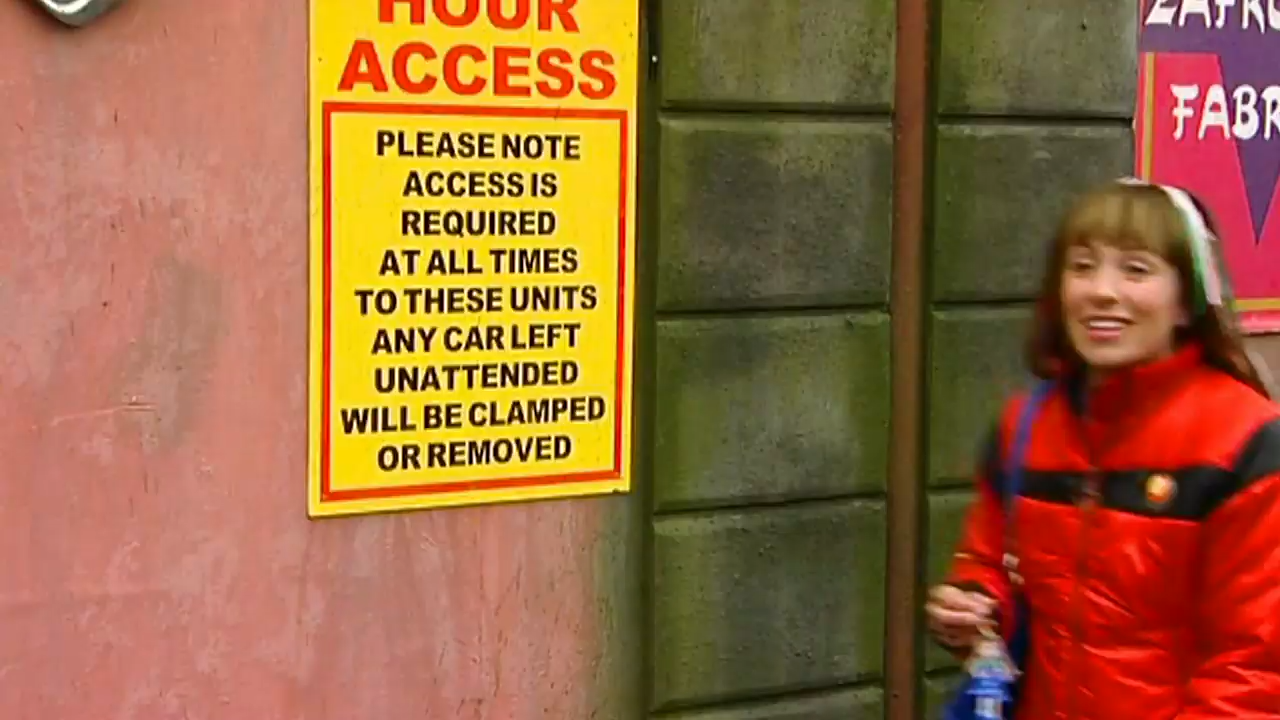 HOUR
ACCESS
PLEASE NOTE
ACCESS IS
REQUIRED
AT ALL TIMES
TO THESE UNITS
ANY CAR LEFT
UNATTENDED
WILL BE CLAMPED
OR REMOVED
FABR